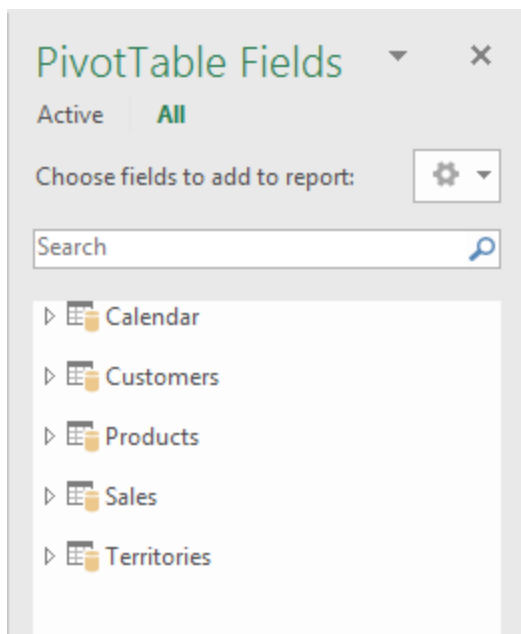 PivotTable Fields
Active All
Choose fields to add to report:
Search
Calendar
Customers
Products
Sales
Territories